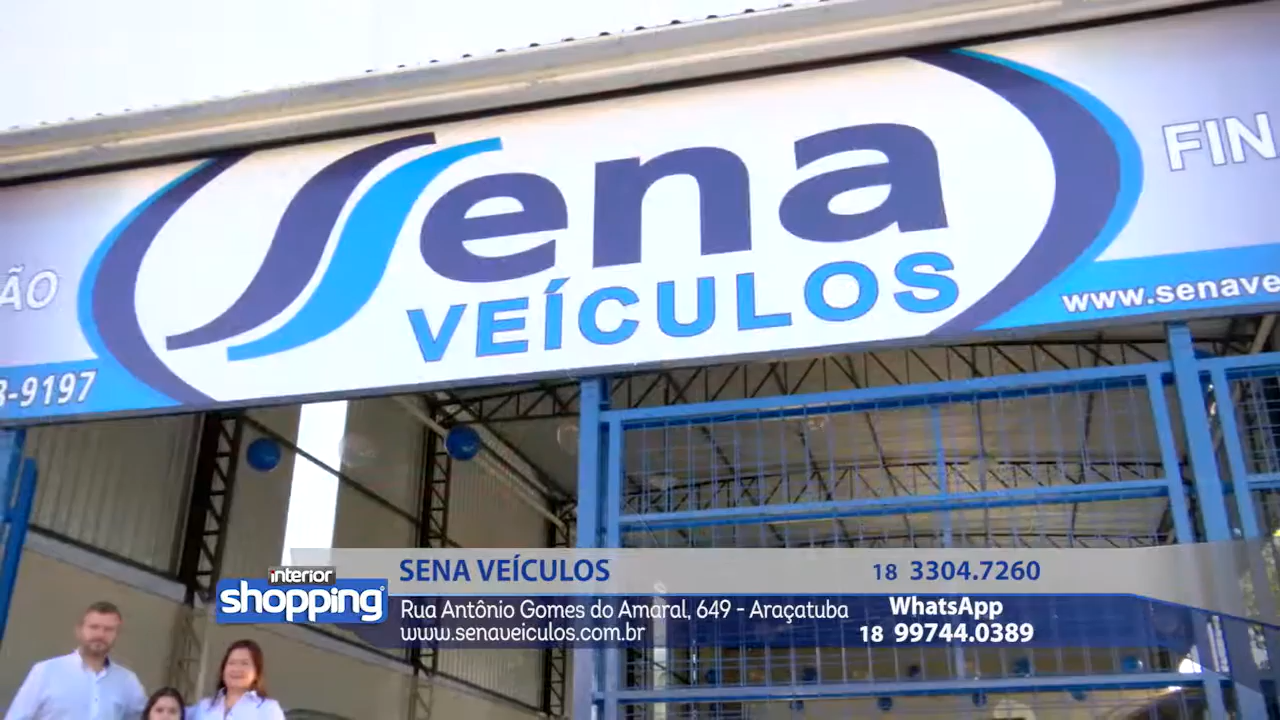 Sena
VEÍCULOS
ÃO
FIN
www.senave
3-9197
interior
shopping
SENA VEÍCULOS
18 3304.7260
Rua Antônio Gomes do Amaral, 649 - Araçatuba
www.senaveiculos.com.br
WhatsApp
18 99744.0389